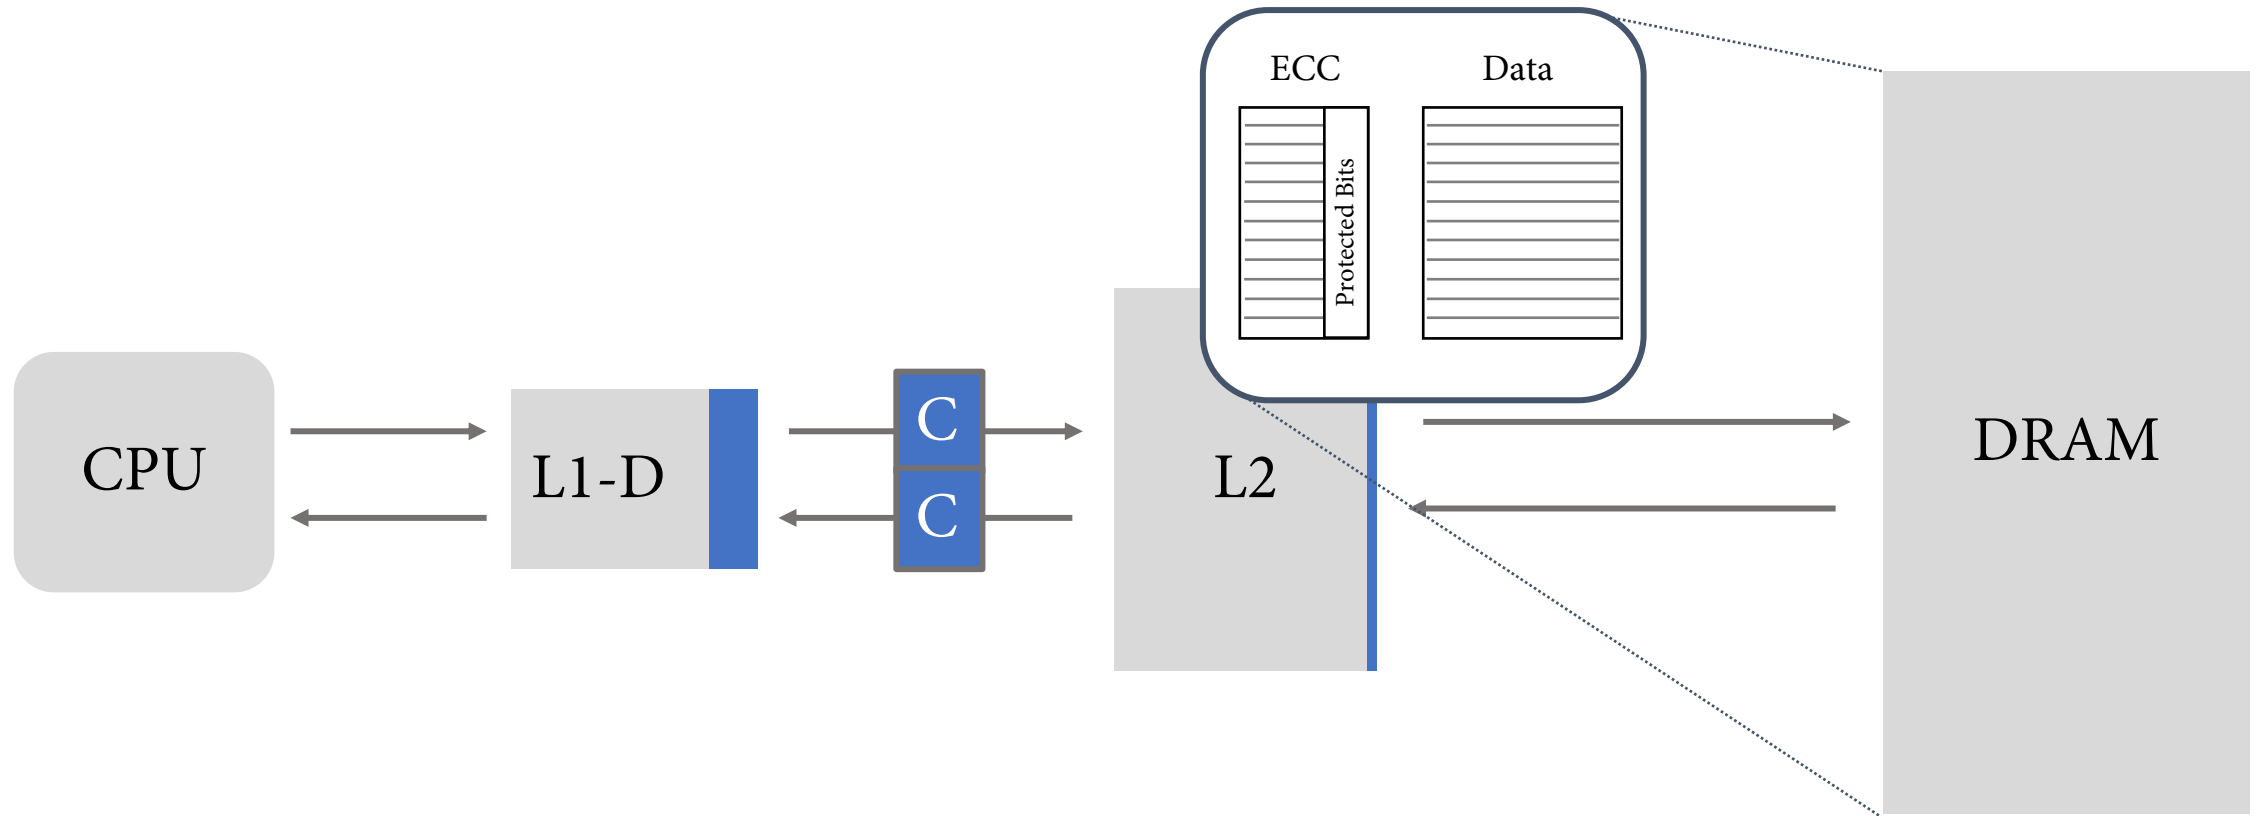 ECC
Data
Protected Bits
CPU
L1-D
C
C
L2
DRAM